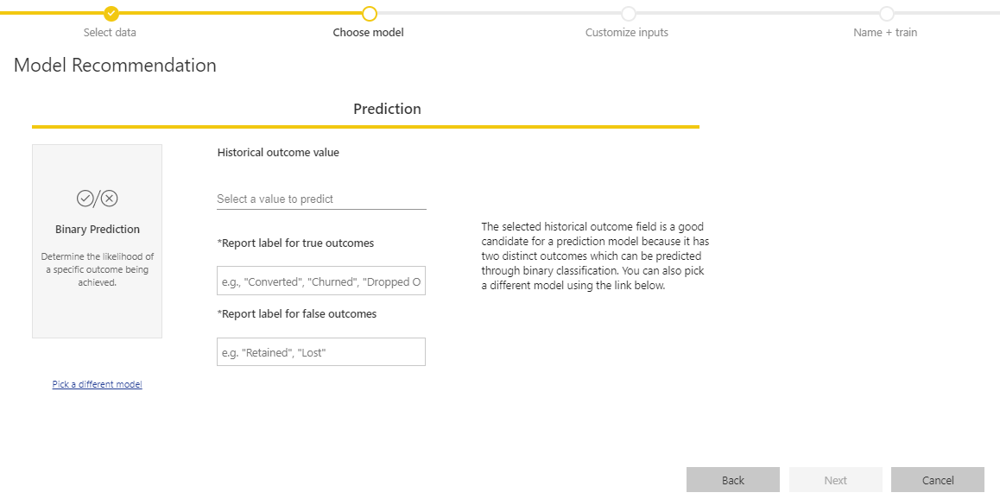 Select data
Choose model
Customize inputs
Name + train
Model Recommendation
Prediction
Binary Prediction
Determine the likelihood of
a specific outcome being
achieved.
Pick a different model
Historical outcome value
Select a value to predict
*Report label for true outcomes
e.g., "Converted", "Churned", "Dropped O
*Report label for false outcomes
e.g. "Retained", "Lost"
The selected historical outcome field is a good
candidate for a prediction model because it has
two distinct outcomes which can be predicted
through binary classification. You can also pick
a different model using the link below.
Back
Next
Cancel